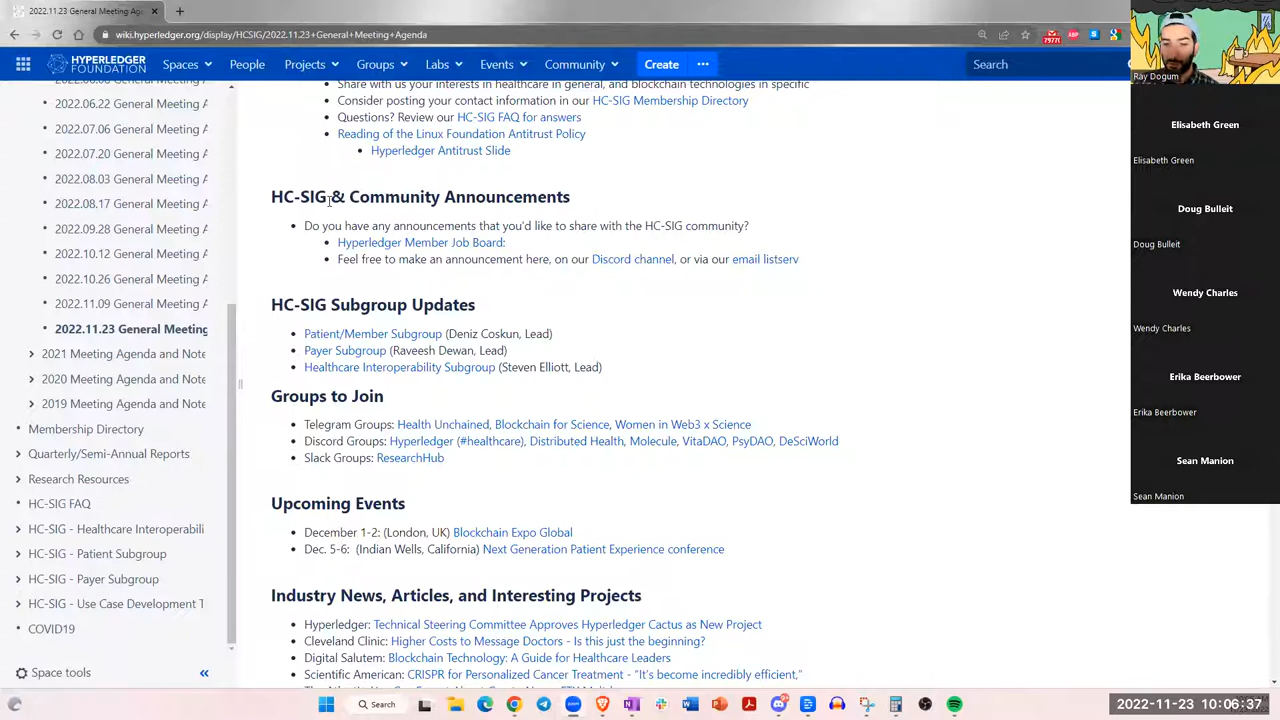 2022.11.23 General Meeting Age
wiki.hyperledger.org/display/HCSIG/2022.11.23+General+Meeting+Agenda
7977L
ABP
HYPERLEDGER
FOUNDATION
Spaces
People
Projects
Groups
Labs
Events
Community
Create
Search
Ray Dogum
2022.06.22 General Meeting A
2022.07.06 General Meeting A
2022.07.20 General Meeting A
2022.08.03 General Meeting A
2022.08.17 General Meeting A
2022.09.28 General Meeting A
2022.10.12 General Meeting A
2022.10.26 General Meeting A
2022.11.09 General Meeting A
2022.11.23 General Meeting
2021 Meeting Agenda and Note
2020 Meeting Agenda and Note
2019 Meeting Agenda and Note
Membership Directory
Quarterly/Semi-Annual Reports
Research Resources
HC-SIG FAQ
HC-SIG - Healthcare Interoperabili
HC-SIG - Patient Subgroup
HC-SIG - Payer Subgroup
HC-SIG - Use Case Development T
COVID19
Space tools
Share with us your interests in healthcare in general, and blockchain technologies in specific
Consider posting your contact information in our HC-SIG Membership Directory
Questions? Review our HC-SIG FAQ for answers
Reading of the Linux Foundation Antitrust Policy
Hyperledger Antitrust Slide
HC-SIG & Community Announcements
Do you have any announcements that you'd like to share with the HC-SIG community?
Hyperledger Member Job Board:
Feel free to make an announcement here, on our Discord channel, or via our email listserv
HC-SIG Subgroup Updates
Patient/Member Subgroup (Deniz Coskun, Lead)
Payer Subgroup (Raveesh Dewan, Lead)
Healthcare Interoperability Subgroup (Steven Elliott, Lead)
Groups to Join
Telegram Groups: Health Unchained, Blockchain for Science, Women in Web3 x Science
Discord Groups: Hyperledger (#healthcare), Distributed Health, Molecule, VitaDAO, PsyDAO, DeSciWorld
Slack Groups: ResearchHub
Upcoming Events
December 1-2: (London, UK) Blockchain Expo Global
Dec. 5-6: (Indian Wells, California) Next Generation Patient Experience conference
Industry News, Articles, and Interesting Projects
Hyperledger: Technical Steering Committee Approves Hyperledger Cactus as New Project
Cleveland Clinic: Higher Costs to Message Doctors - Is this just the beginning?
Digital Salutem: Blockchain Technology: A Guide for Healthcare Leaders
Scientific American: CRISPR for Personalized Cancer Treatment - "It's become incredibly efficient,"
Elisabeth Green
Elisabeth Green
Doug Bulleit
Doug Bulleit
Wendy Charles
Wendy Charles
Erika Beerbower
Erika Beerbower
Sean Manion
Sean Manion
Search
2022-11-23 10:06:37